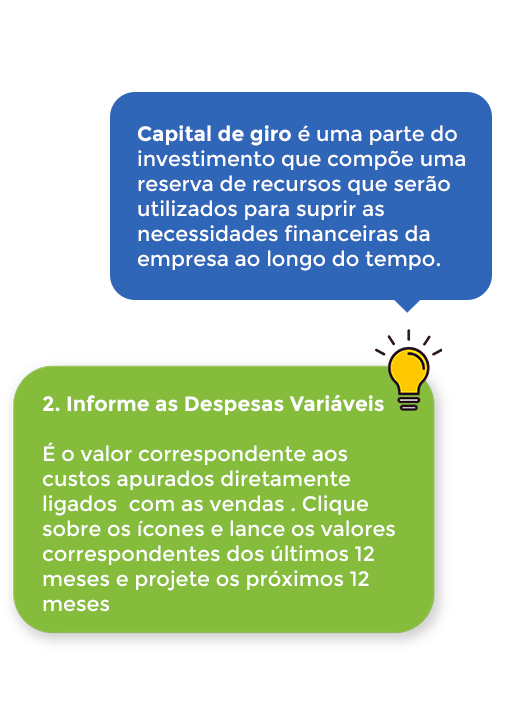 Capital de giro é uma parte do
investimento que compõe uma
reserva de recursos que serão
utilizados para suprir as
necessidades financeiras da
empresa ao longo do tempo.
2. Informe as Despesas Variáveis
É o valor correspondente aos
custos apurados diretamente
ligados  com as vendas . Clique
sobre os ícones e lance os valores
correspondentes dos últimos 12
meses e projete os próximos 12
meses